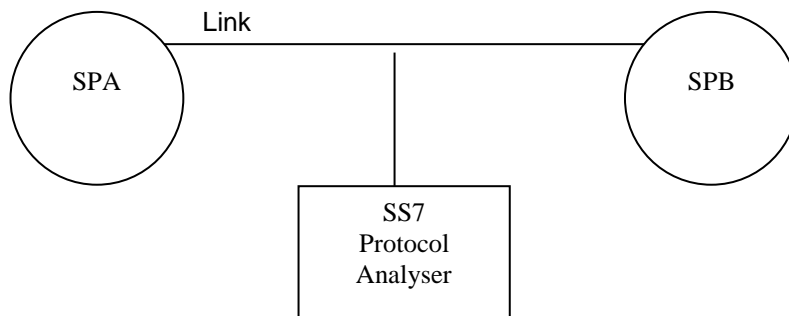 Link
SPA
SPB
SS7
Protocol
Analyser